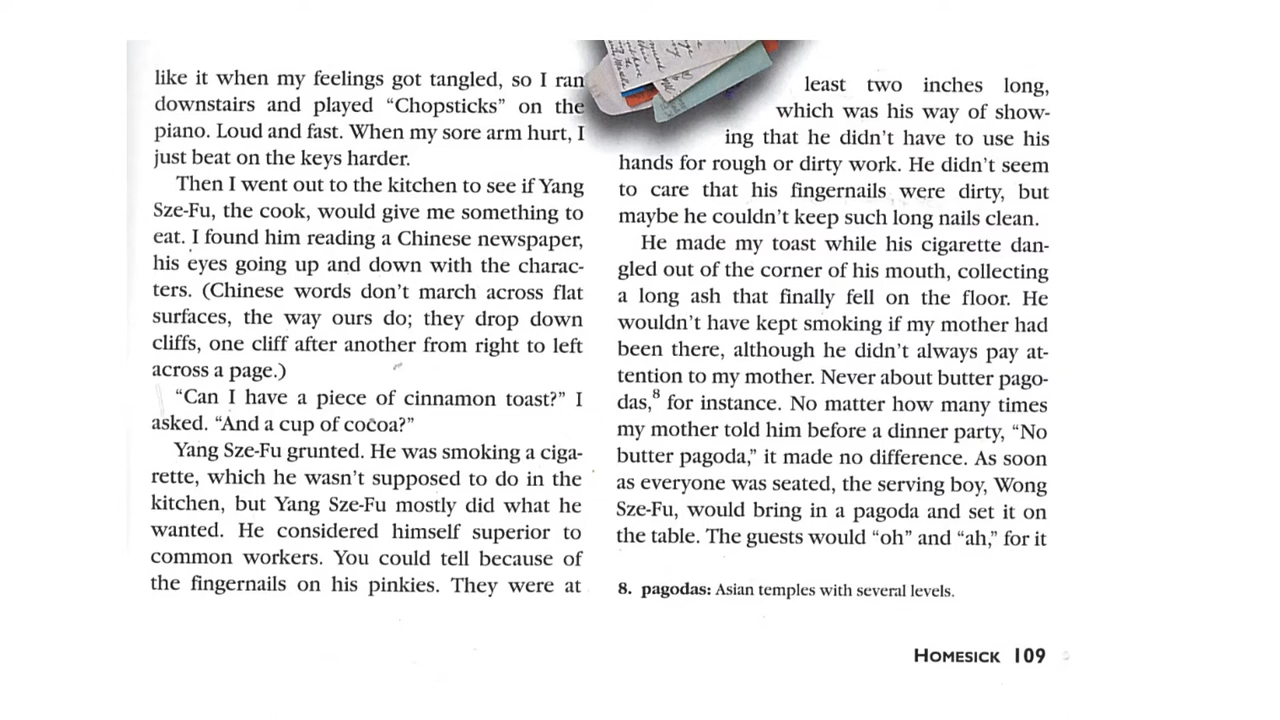 like it when my feelings got tangled, so I ran
downstairs and played “Chopsticks” on the
piano. Loud and fast. When my sore arm hurt, I
just beat on the keys harder.
Then I went out to the kitchen to see if Yang
Sze-Fu, the cook, would give me something to
eat. I found him reading a Chinese newspaper,
his eyes going up and down with the charac-
ters. (Chinese words don’t march across flat
surfaces, the way ours do; they drop down
cliffs, one cliff after another from right to left
across a page.)
“Can I have a piece of cinnamon toast?” I
asked. “And a cup of cocoa?”
Yang Sze-Fu grunted. He was smoking a ciga-
rette, which he wasn’t supposed to do in the
kitchen, but Yang Sze-Fu mostly did what he
wanted. He considered himself superior to
common workers. You could tell because of
the fingernails on his pinkies. They were at
least two inches long,
which was his way of show-
ing that he didn’t have to use his
hands for rough or dirty work. He didn’t seem
to care that his fingernails were dirty, but
maybe he couldn’t keep such long nails clean.
He made my toast while his cigarette dan-
gled out of the corner of his mouth, collecting
a long ash that finally fell on the floor. He
wouldn’t have kept smoking if my mother had
been there, although he didn’t always pay at-
tention to my mother. Never about butter pago-
das,8 for instance. No matter how many times
my mother told him before a dinner party, “No
butter pagoda,” it made no difference. As soon
as everyone was seated, the serving boy, Wong
Sze-Fu, would bring in a pagoda and set it on
the table. The guests would “oh” and “ah,” for it
8. pagodas: Asian temples with several levels.
HOMESICK 109